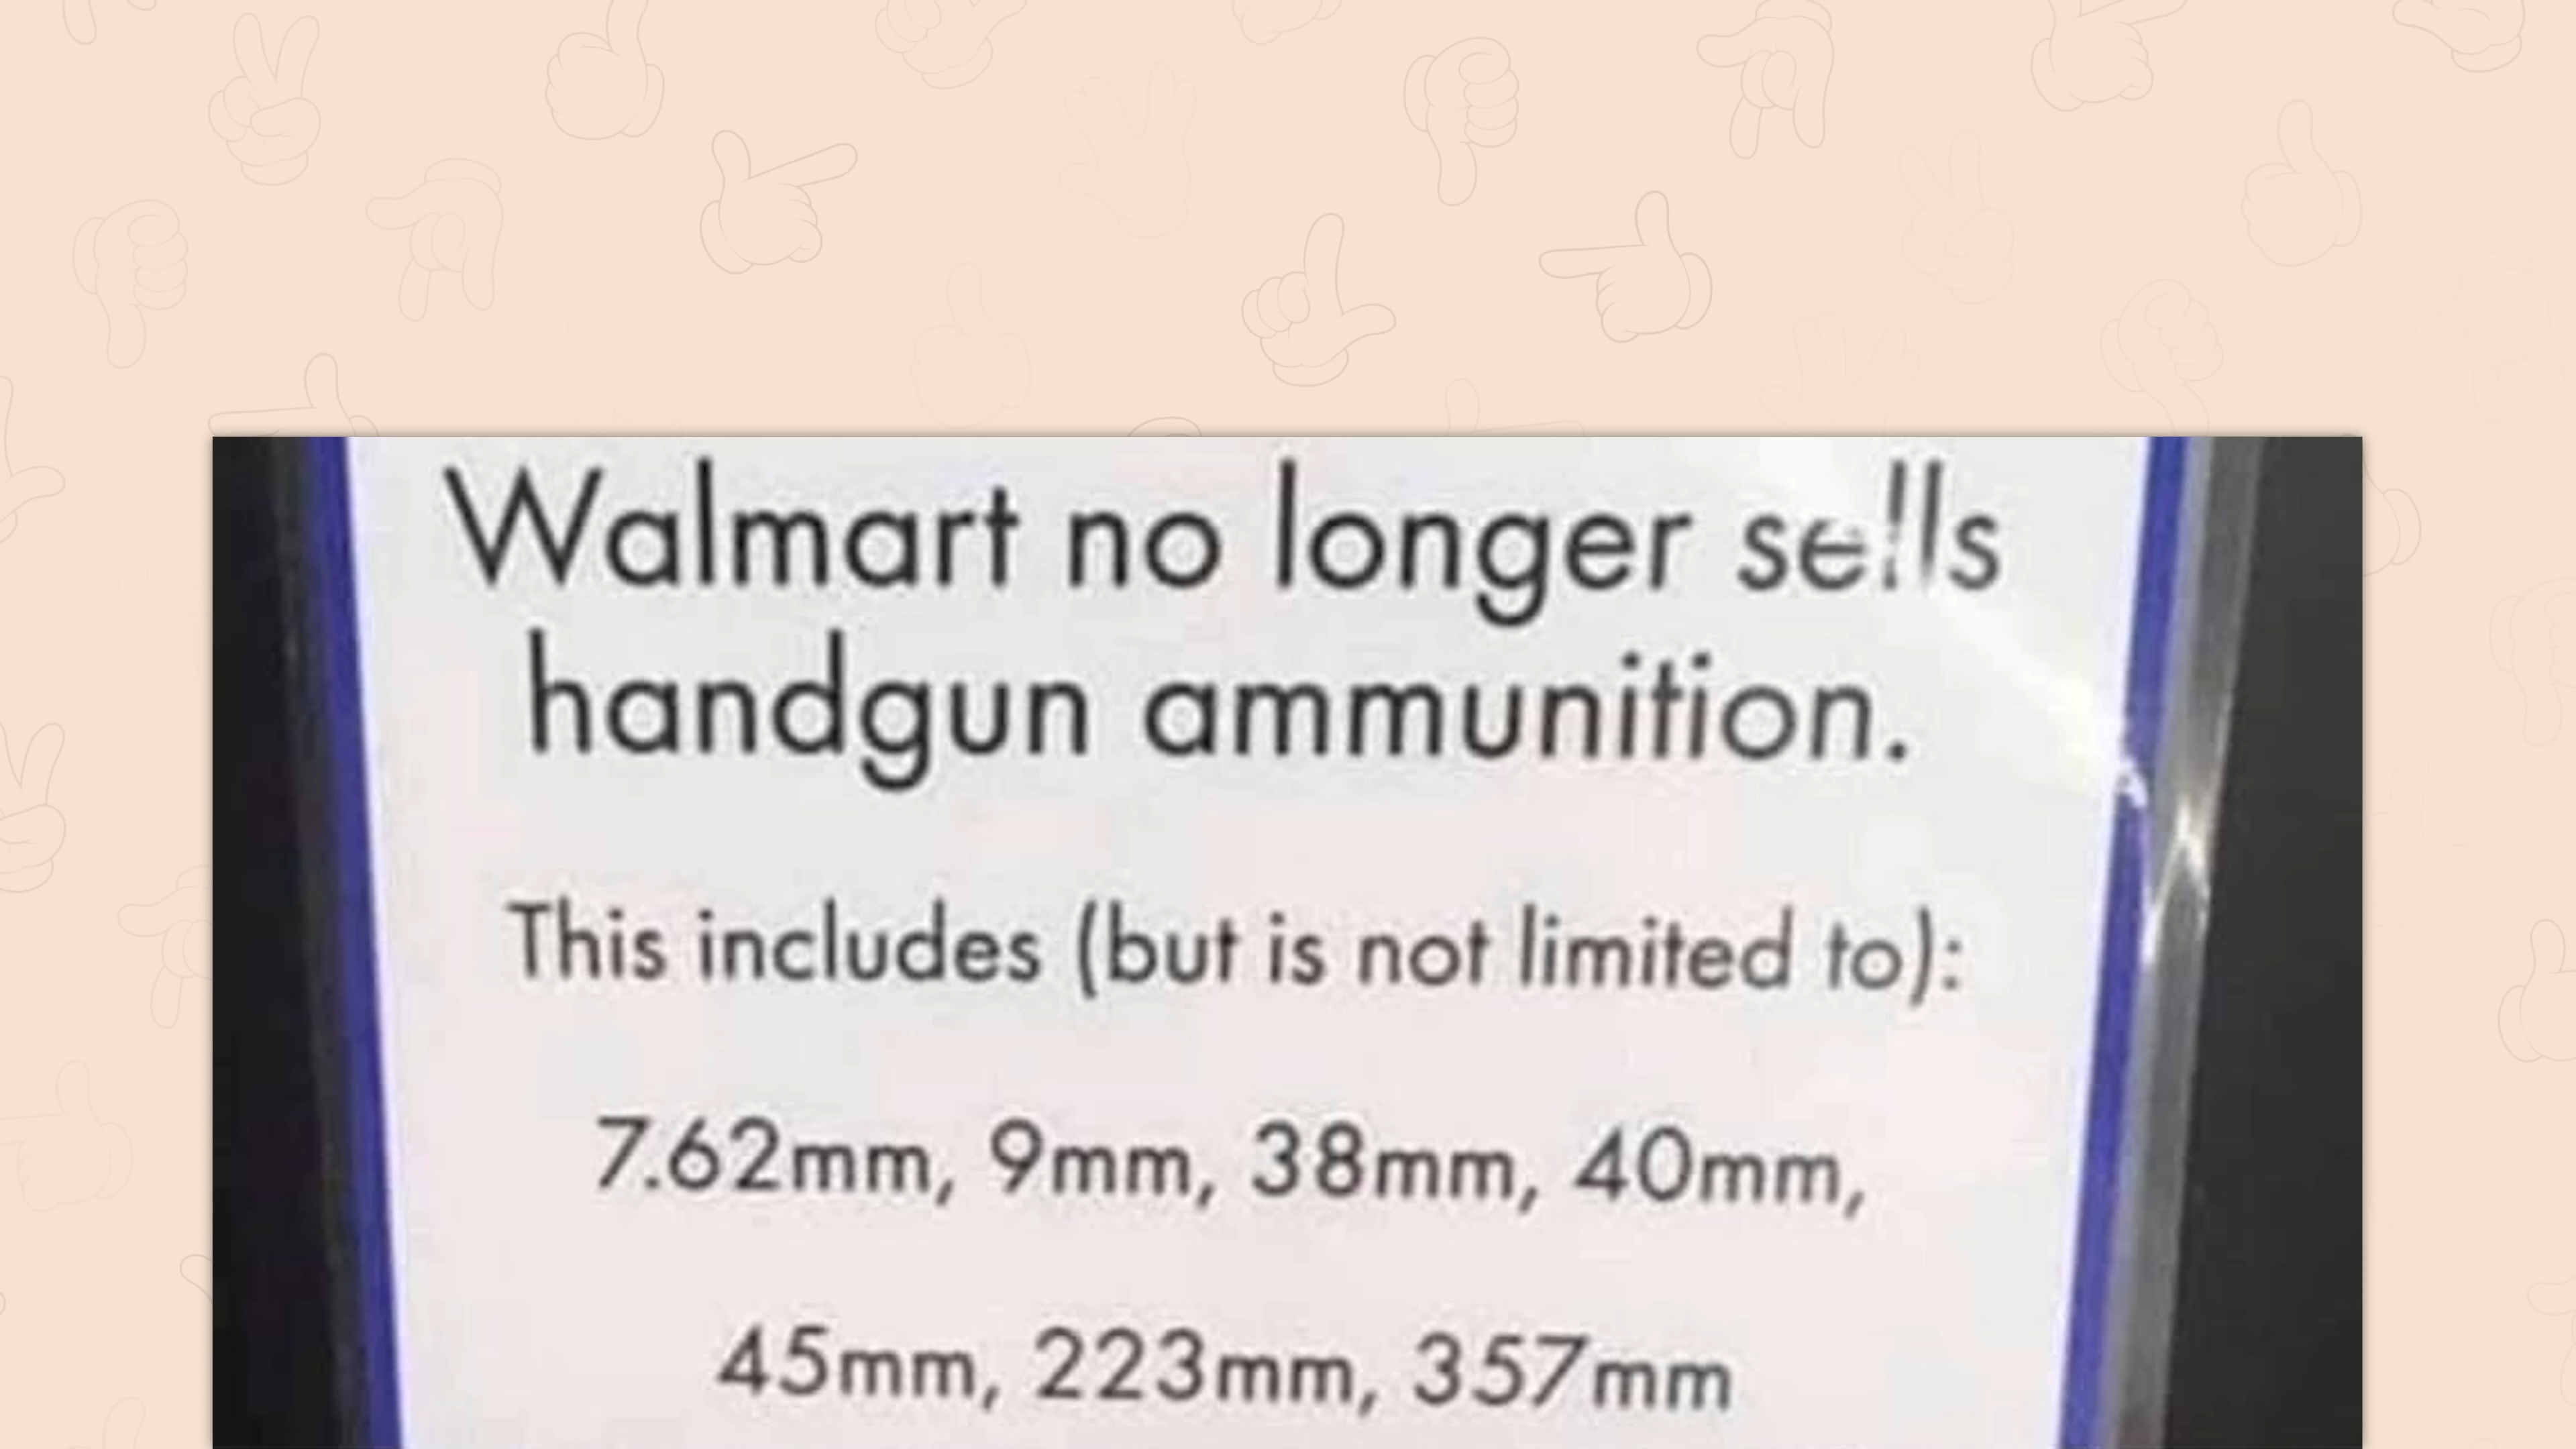 Walmart no longer sells
handgun ammunition.
This includes (but is not limited to):
7.62mm, 9mm, 38mm, 40mm,
45mm, 223mm, 357mm